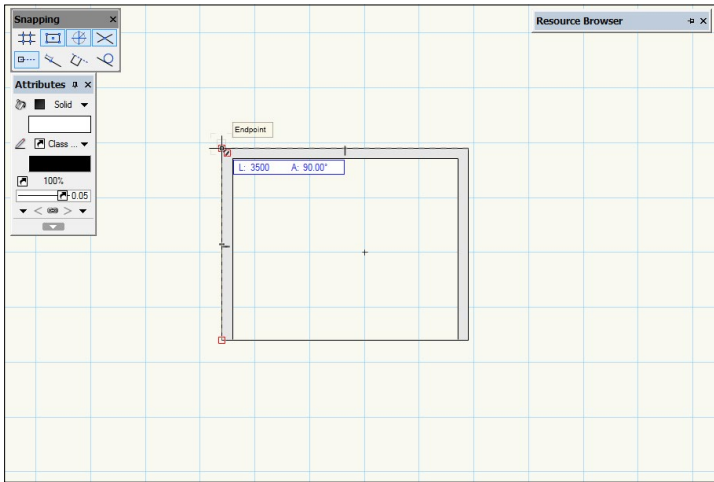 Snapping
Resource Browser
Attributes
Solid
Class ...
100%
0.05
Endpoint
L: 3500 A: 90.00°